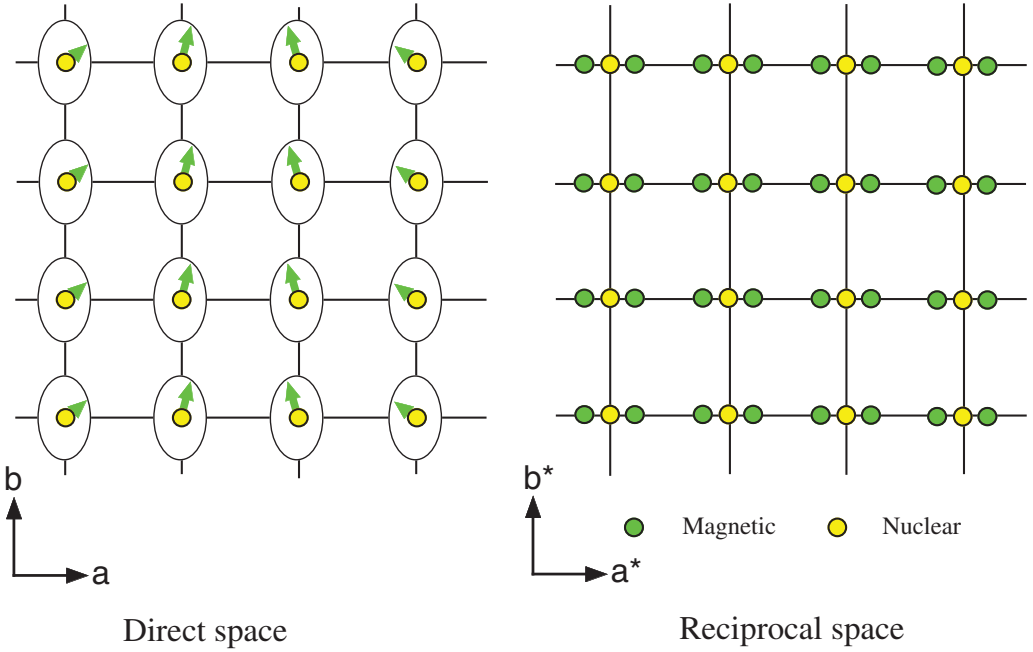 b
a
Direct space
b*
a*
Magnetic
Nuclear
Reciprocal space